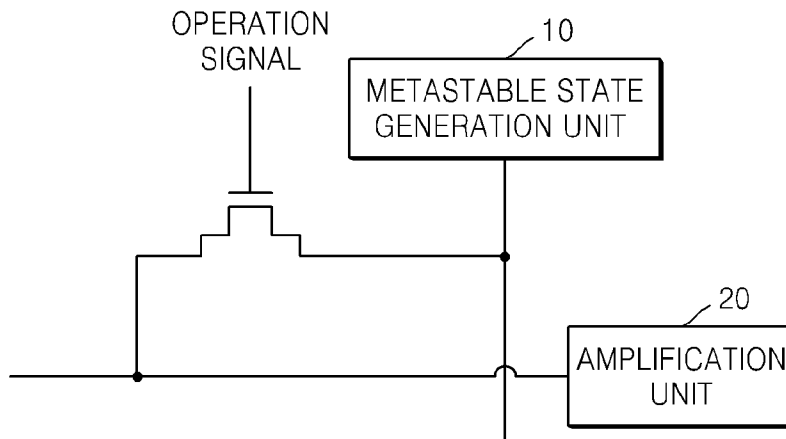 OPERATION
SIGNAL
10
METASTABLE STATE
GENERATION UNIT
20
AMPLIFICATION
UNIT